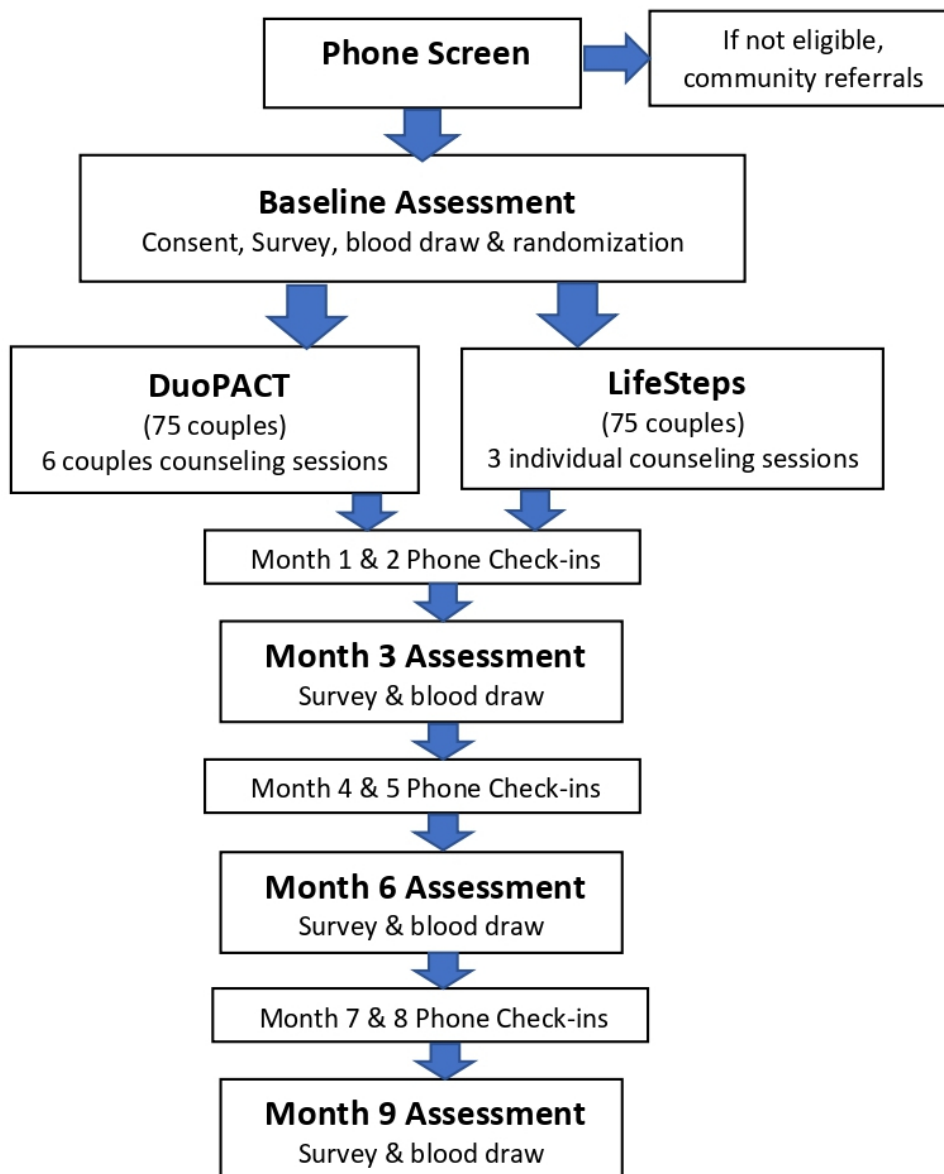 Phone Screen
If not eligible,
community referrals
Baseline Assessment
Consent, Survey, blood draw & randomization
DuoPACT
(75 couples)
6 couples counseling sessions
LifeSteps
(75 couples)
3 individual counseling sessions
Month 1 & 2 Phone Check-ins
Month 3 Assessment
Survey & blood draw
Month 4 & 5 Phone Check-ins
Month 6 Assessment
Survey & blood draw
Month 7 & 8 Phone Check-ins
Month 9 Assessment
Survey & blood draw